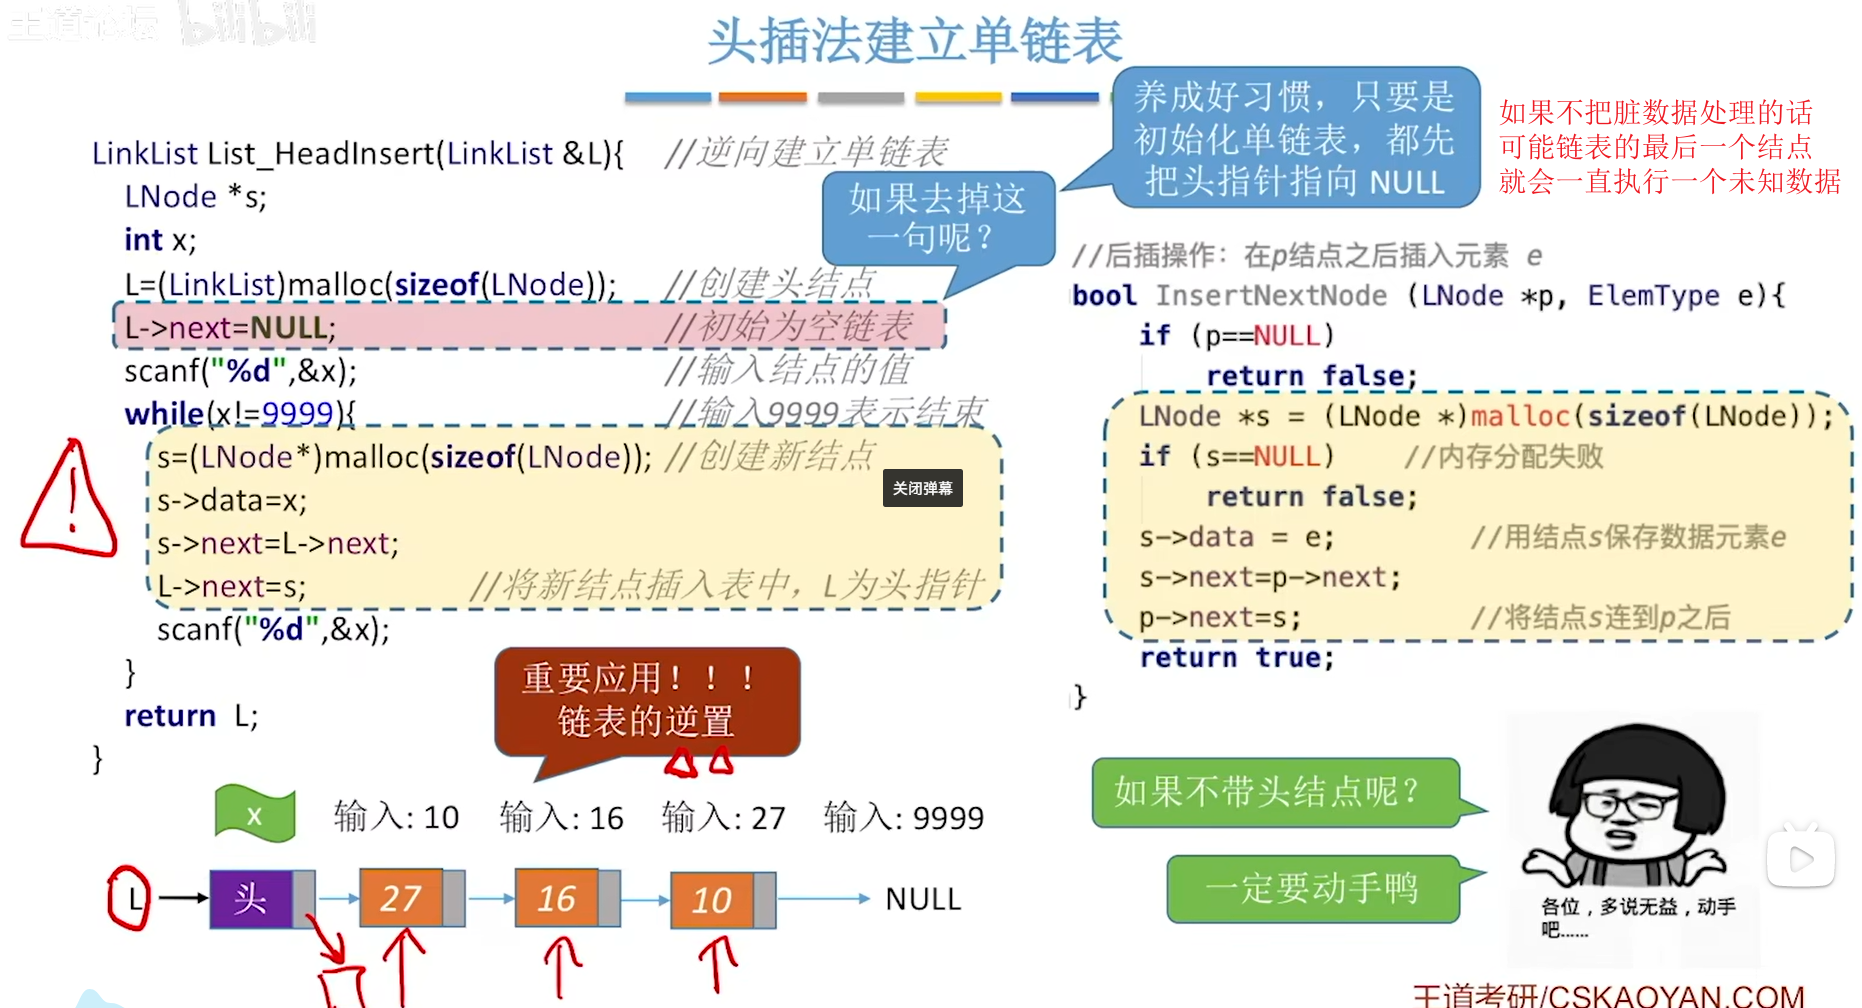 王道论坛 bilibili
头插法建立单链表
养成好习惯，只要是
初始化单链表，都先
把头指针指向 NULL
如果不把脏数据处理的话
可能链表的最后一个结点
就会一直执行一个未知数据
如果去掉这
一句呢？
LinkList List_HeadInsert(LinkList &L){ //逆向建立单链表
LNode *s;
int x;
L=(LinkList)malloc(sizeof(LNode)); //创建头结点
L->next=NULL; //初始为空链表
scanf("%d",&x); //输入结点的值
while(x!=9999){ //输入9999表示结束
s=(LNode*)malloc(sizeof(LNode)); //创建新结点
s->data=x;
s->next=L->next;
L->next=s; //将新结点插入表中，L为头指针
scanf("%d",&x);
}
return L;
}
关闭弹幕
//后插操作：在p结点之后插入元素 e
bool InsertNextNode (LNode *p, ElemType e){
if (p==NULL)
return false;
LNode *s = (LNode *)malloc(sizeof(LNode));
if (s==NULL) //内存分配失败
return false;
s->data = e; //用结点s保存数据元素e
s->next=p->next;
p->next=s; //将结点s连到p之后
return true;
}
重要应用！！！
链表的逆置
x 输入: 10 输入: 16 输入: 27 输入: 9999
L 头 27 16 10 NULL
如果不带头结点呢？
一定要动手鸭
各位，多说无益，动手
吧……
王道考研/CSKAOYAN.COM